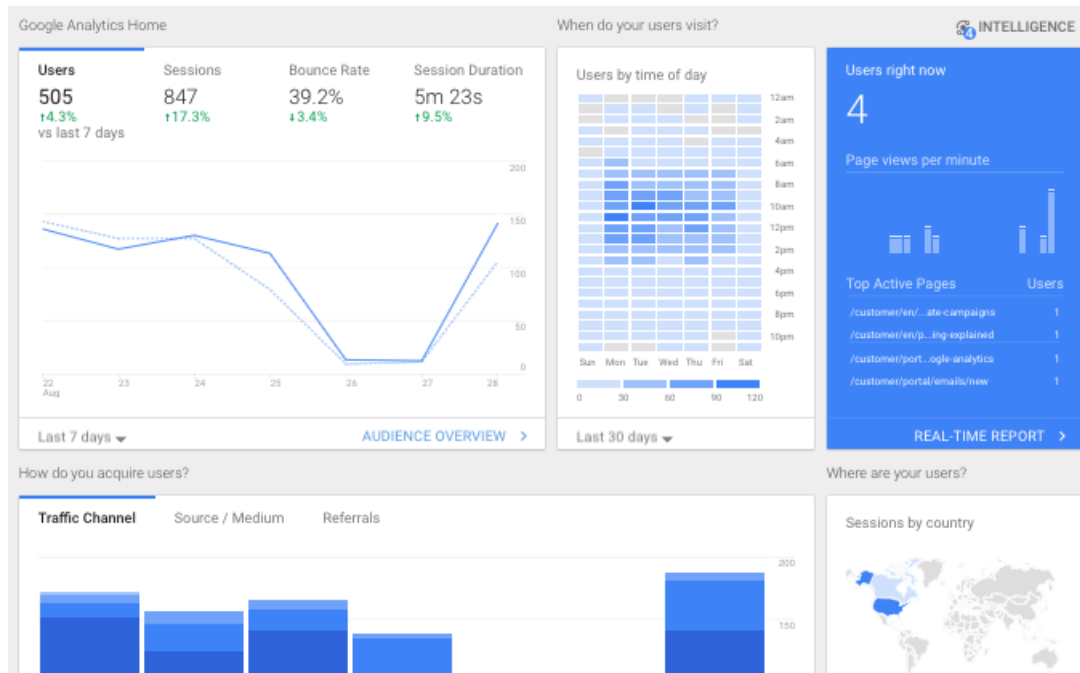 Google Analytics Home
When do your users visit?
4 INTELLIGENCE
Users
Sessions
Bounce Rate
Session Duration
505
847
39.2%
5m 23s
↑4.3%
↑17.3%
↓3.4%
↑9.5%
vs last 7 days
200
150
100
50
0
22
23
24
25
26
27
28
Aug
Last 7 days
AUDIENCE OVERVIEW >
Users by time of day
12am
2am
4am
6am
8am
10am
12pm
2pm
4pm
6pm
8pm
10pm
Sun Mon Tue Wed Thu Fri Sat
0 30 60 90 120
Last 30 days
Users right now
4
Page views per minute
Top Active Pages Users
/customer/en/...ate-campaigns 1
/customer/en/p...ing-explained 1
/customer/port...ogle-analytics 1
/customer/portal/emails/new 1
REAL-TIME REPORT >
How do you acquire users?
Where are your users?
Traffic Channel
Source / Medium
Referrals
200
150
Sessions by country